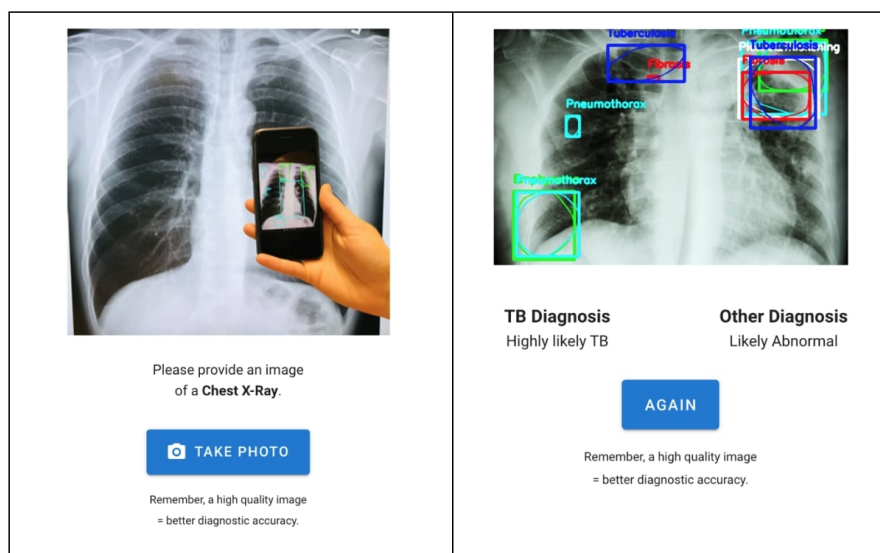 Please provide an image
of a Chest X-Ray.
TAKE PHOTO
Remember, a high quality image
= better diagnostic accuracy.
Tuberculosis
Fibrosis
Pneumothorax
Tuberculosis
Fibrosis
Pneumothorax
TB Diagnosis
Highly likely TB
Other Diagnosis
Likely Abnormal
AGAIN
Remember, a high quality image
= better diagnostic accuracy.